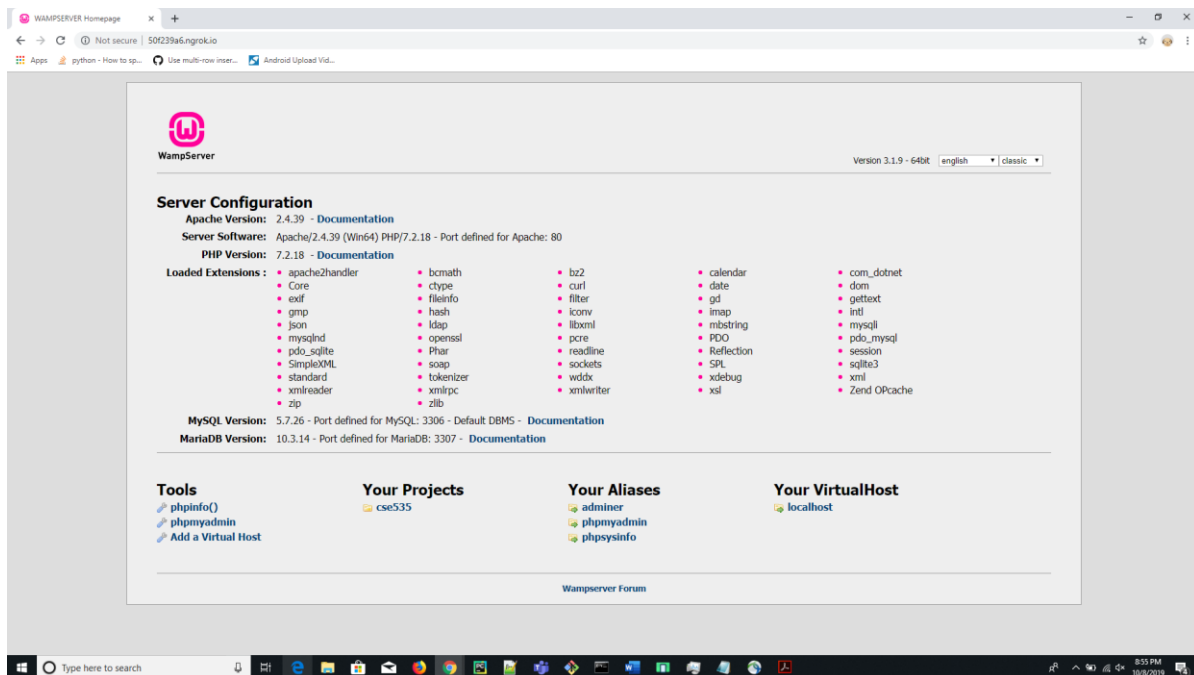 WAMPSERVER Homepage
Not secure | 50f239a6.ngrok.io
Apps python - How to sp... Use multi-row inser... Android Upload Vid...
WampServer
Version 3.1.9 - 64bit english classic
Server Configuration
Apache Version: 2.4.39 - Documentation
Server Software: Apache/2.4.39 (Win64) PHP/7.2.18 - Port defined for Apache: 80
PHP Version: 7.2.18 - Documentation
Loaded Extensions : apache2handler bcmath bz2 calendar com_dotnet
Core ctype curl date dom
exif fileinfo filter gd gettext
gmp hash iconv imap intl
json ldap libxml mbstring mysqli
mysqlnd openssl pcre PDO pdo_mysql
pdo_sqlite Phar readline Reflection session
SimpleXML soap sockets SPL sqlite3
standard tokenizer wddx xdebug xml
xmlreader xmlrpc xmlwriter xsl Zend OPcache
zip zlib
MySQL Version: 5.7.26 - Port defined for MySQL: 3306 - Default DBMS - Documentation
MariaDB Version: 10.3.14 - Port defined for MariaDB: 3307 - Documentation
Tools Your Projects Your Aliases Your VirtualHost
phpinfo() cse535 adminer localhost
phpmyadmin phpmyadmin
Add a Virtual Host phpsysinfo
Wampserver Forum
Type here to search
8:55 PM
10/8/2019